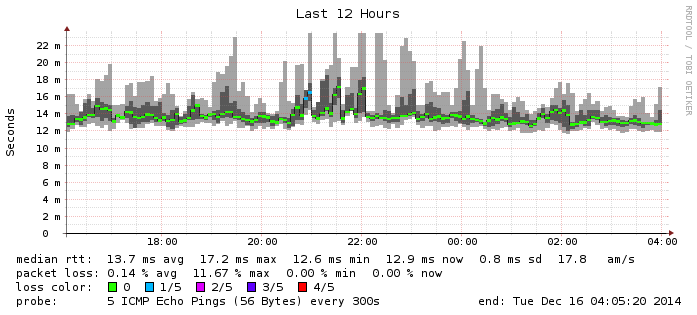 Last 12 Hours
RRDTOOL / TOBI OETIKER
Seconds
22 m
20 m
18 m
16 m
14 m
12 m
10 m
8 m
6 m
4 m
2 m
0
18:00 20:00 22:00 00:00 02:00 04:00
median rtt: 13.7 ms avg 17.2 ms max 12.6 ms min 12.9 ms now 0.8 ms sd 17.8 am/s
packet loss: 0.14 % avg 11.67 % max 0.00 % min 0.00 % now
loss color: 0 1/5 2/5 3/5 4/5
probe: 5 ICMP Echo Pings (56 Bytes) every 300s end: Tue Dec 16 04:05:20 2014